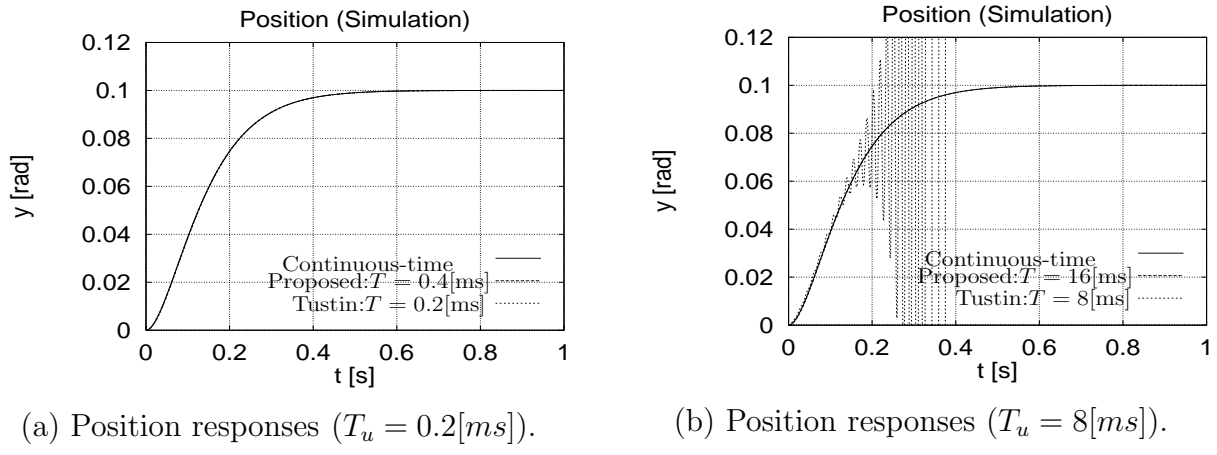 Position (Simulation)
0.12
0.1
0.08
0.06
0.04
0.02
0
y [rad]
Continuous-time
Proposed:T = 0.4[ms]
Tustin:T = 0.2[ms]
0 0.2 0.4 0.6 0.8 1
t [s]
(a) Position responses (T_u = 0.2[ms]).
Position (Simulation)
0.12
0.1
0.08
0.06
0.04
0.02
0
y [rad]
Continuous-time
Proposed:T = 16[ms]
Tustin:T = 8[ms]
0 0.2 0.4 0.6 0.8 1
t [s]
(b) Position responses (T_u = 8[ms]).